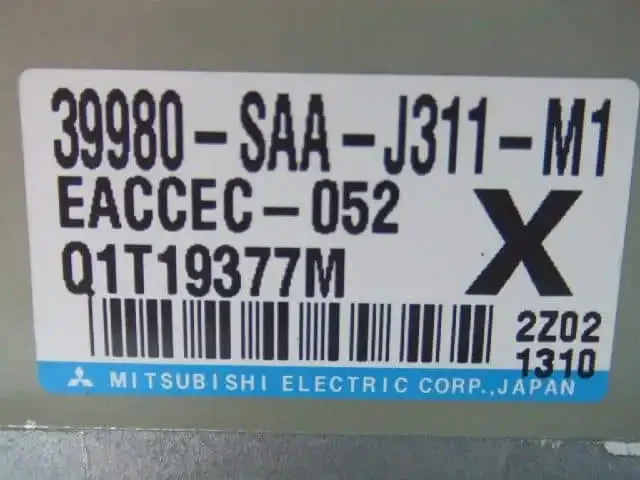 39980-SAA-J311-M1
EACCEC-052
X
Q1T19377M
2Z02
1310
MITSUBISHI ELECTRIC CORP.,JAPAN